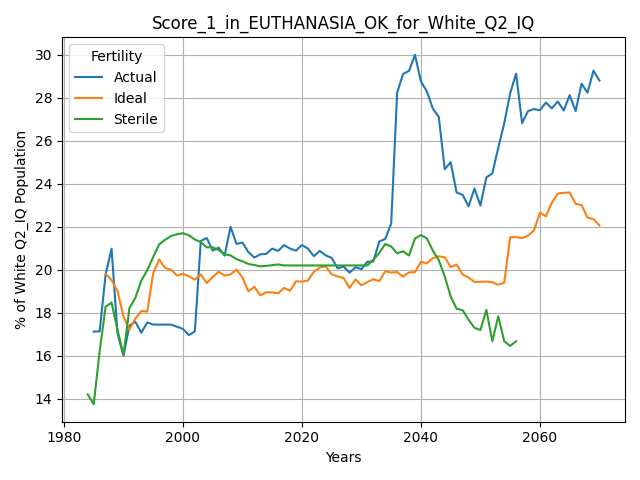 Score_1_in_EUTHANASIA_OK_for_White_Q2_IQ
Fertility
Actual
Ideal
Sterile
% of White Q2_IQ Population
30
28
26
24
22
20
18
16
14
1980
2000
2020
2040
2060
Years